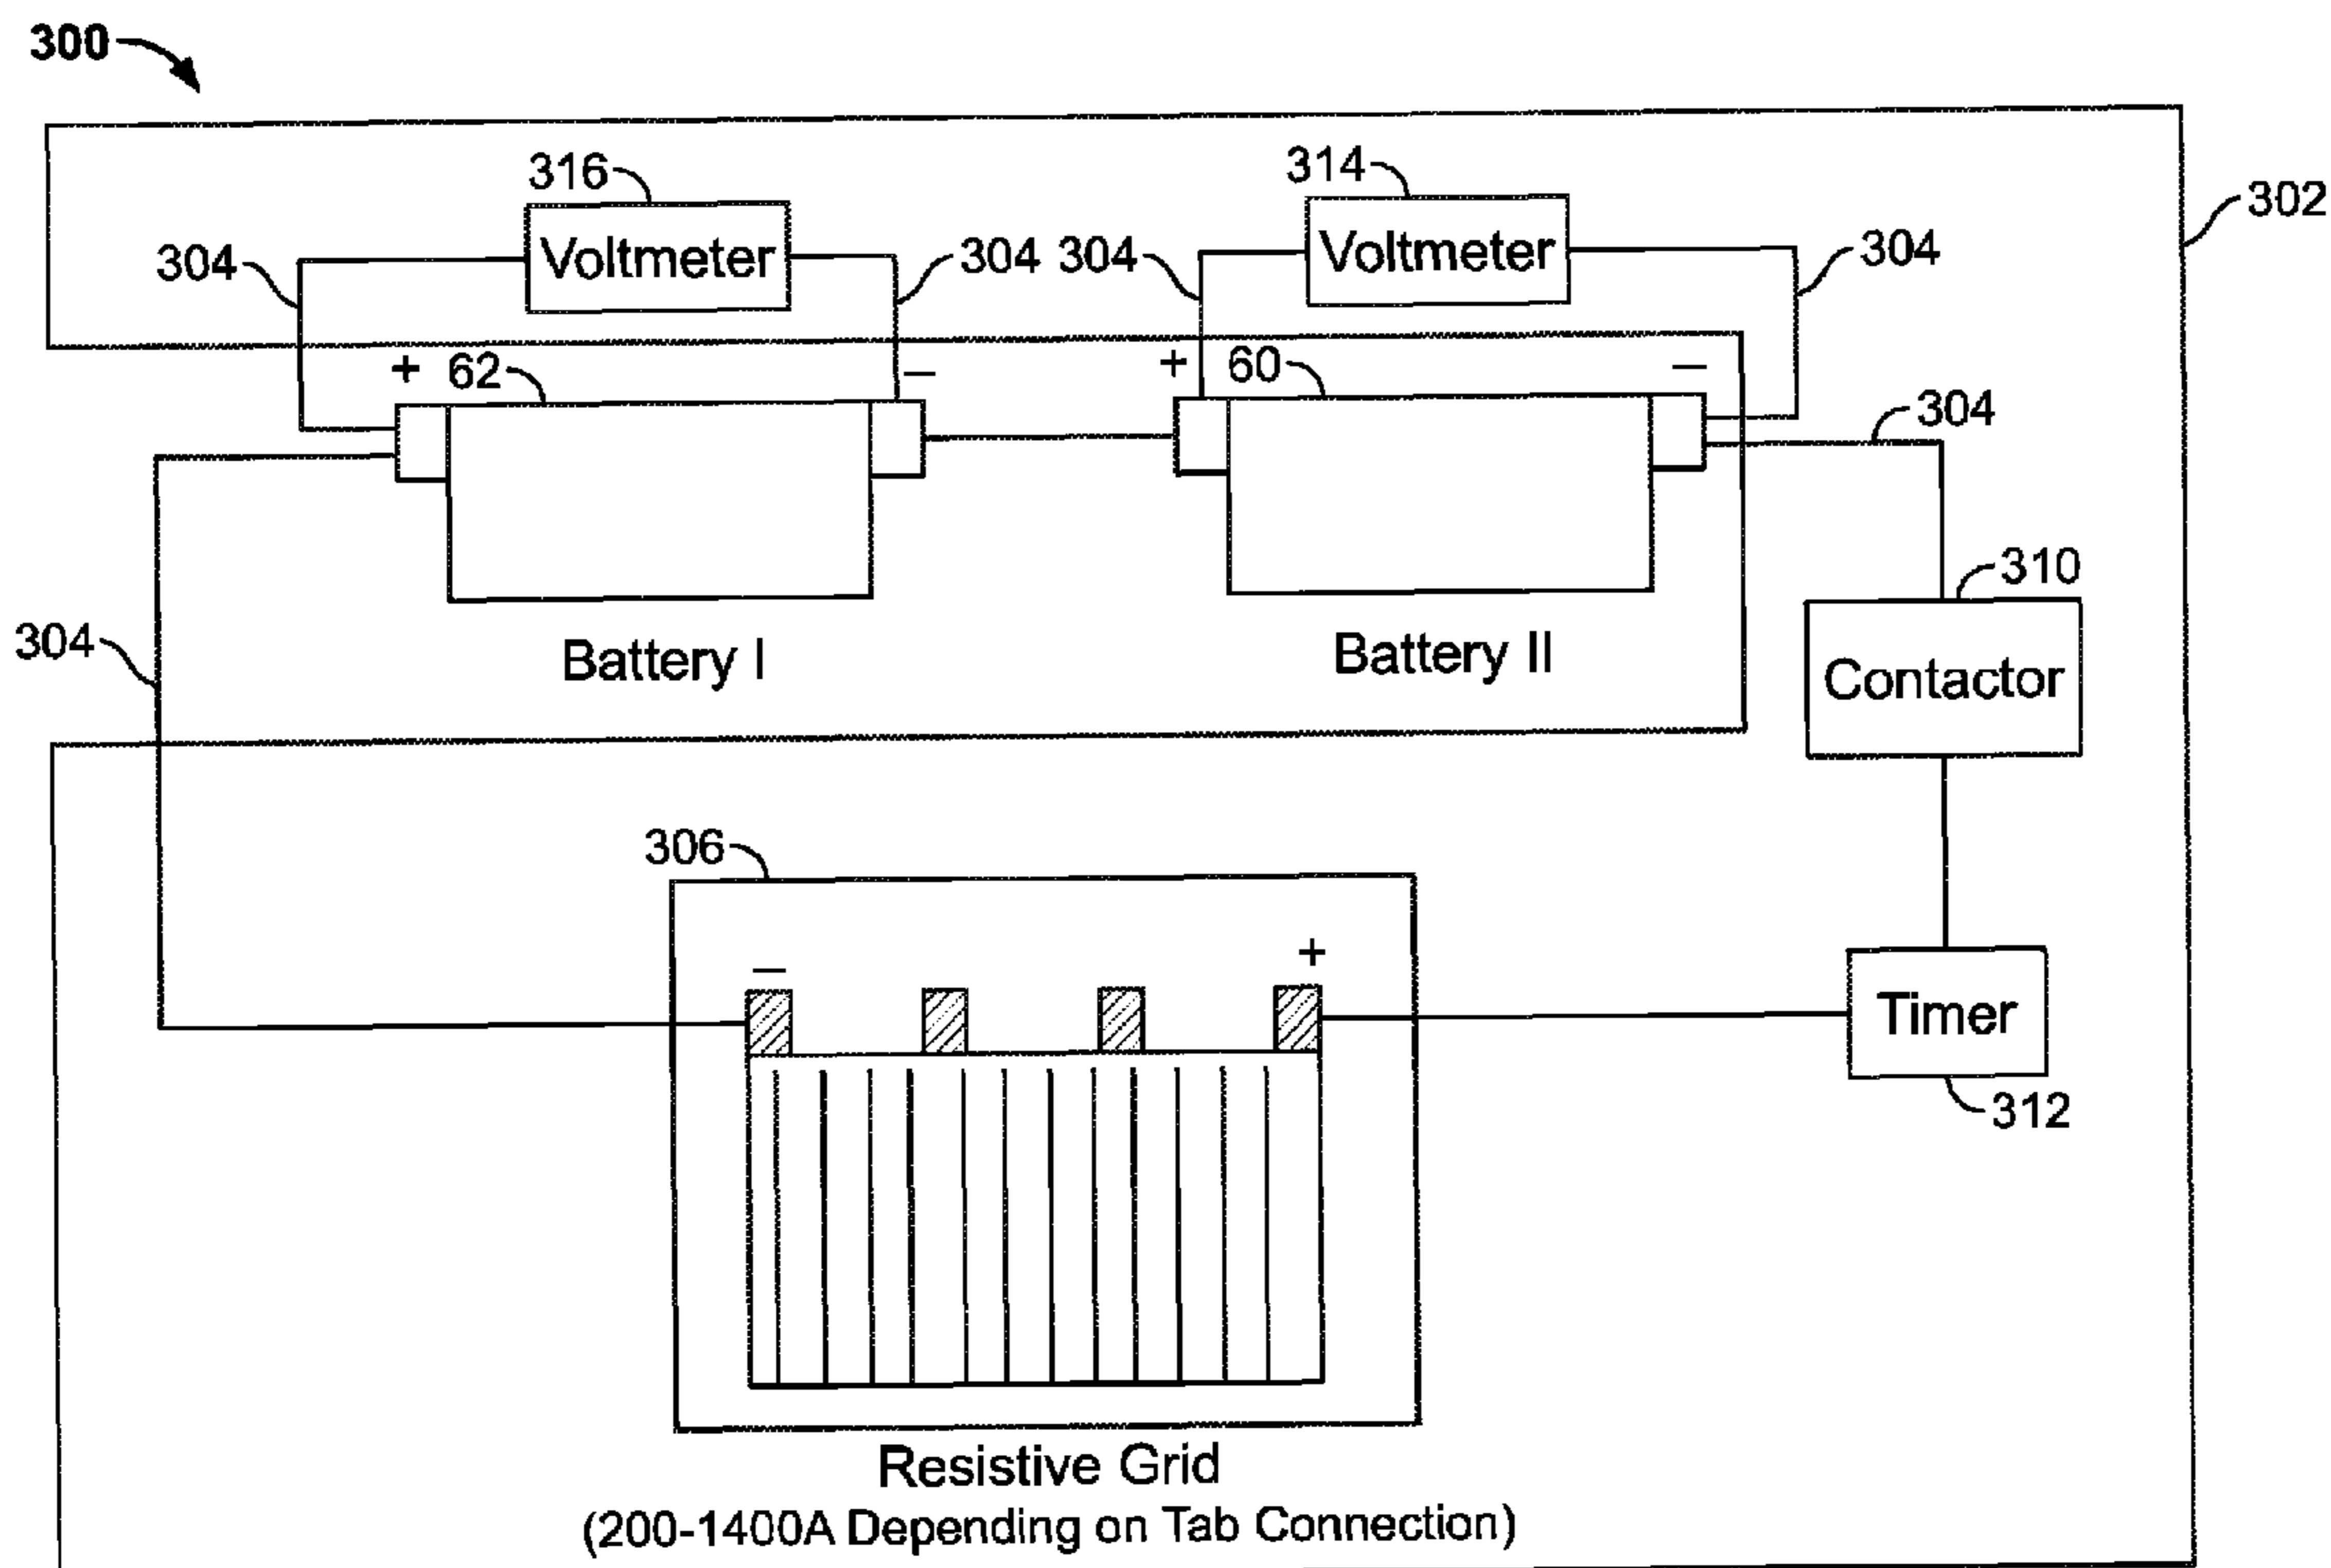 300
316
314
302
Voltmeter
Voltmeter
304
304
304
304
+
62
–
+
60
–
304
310
304
Battery I
Battery II
Contactor
306
–
+
Timer
312
Resistive Grid
(200-1400A Depending on Tab Connection)